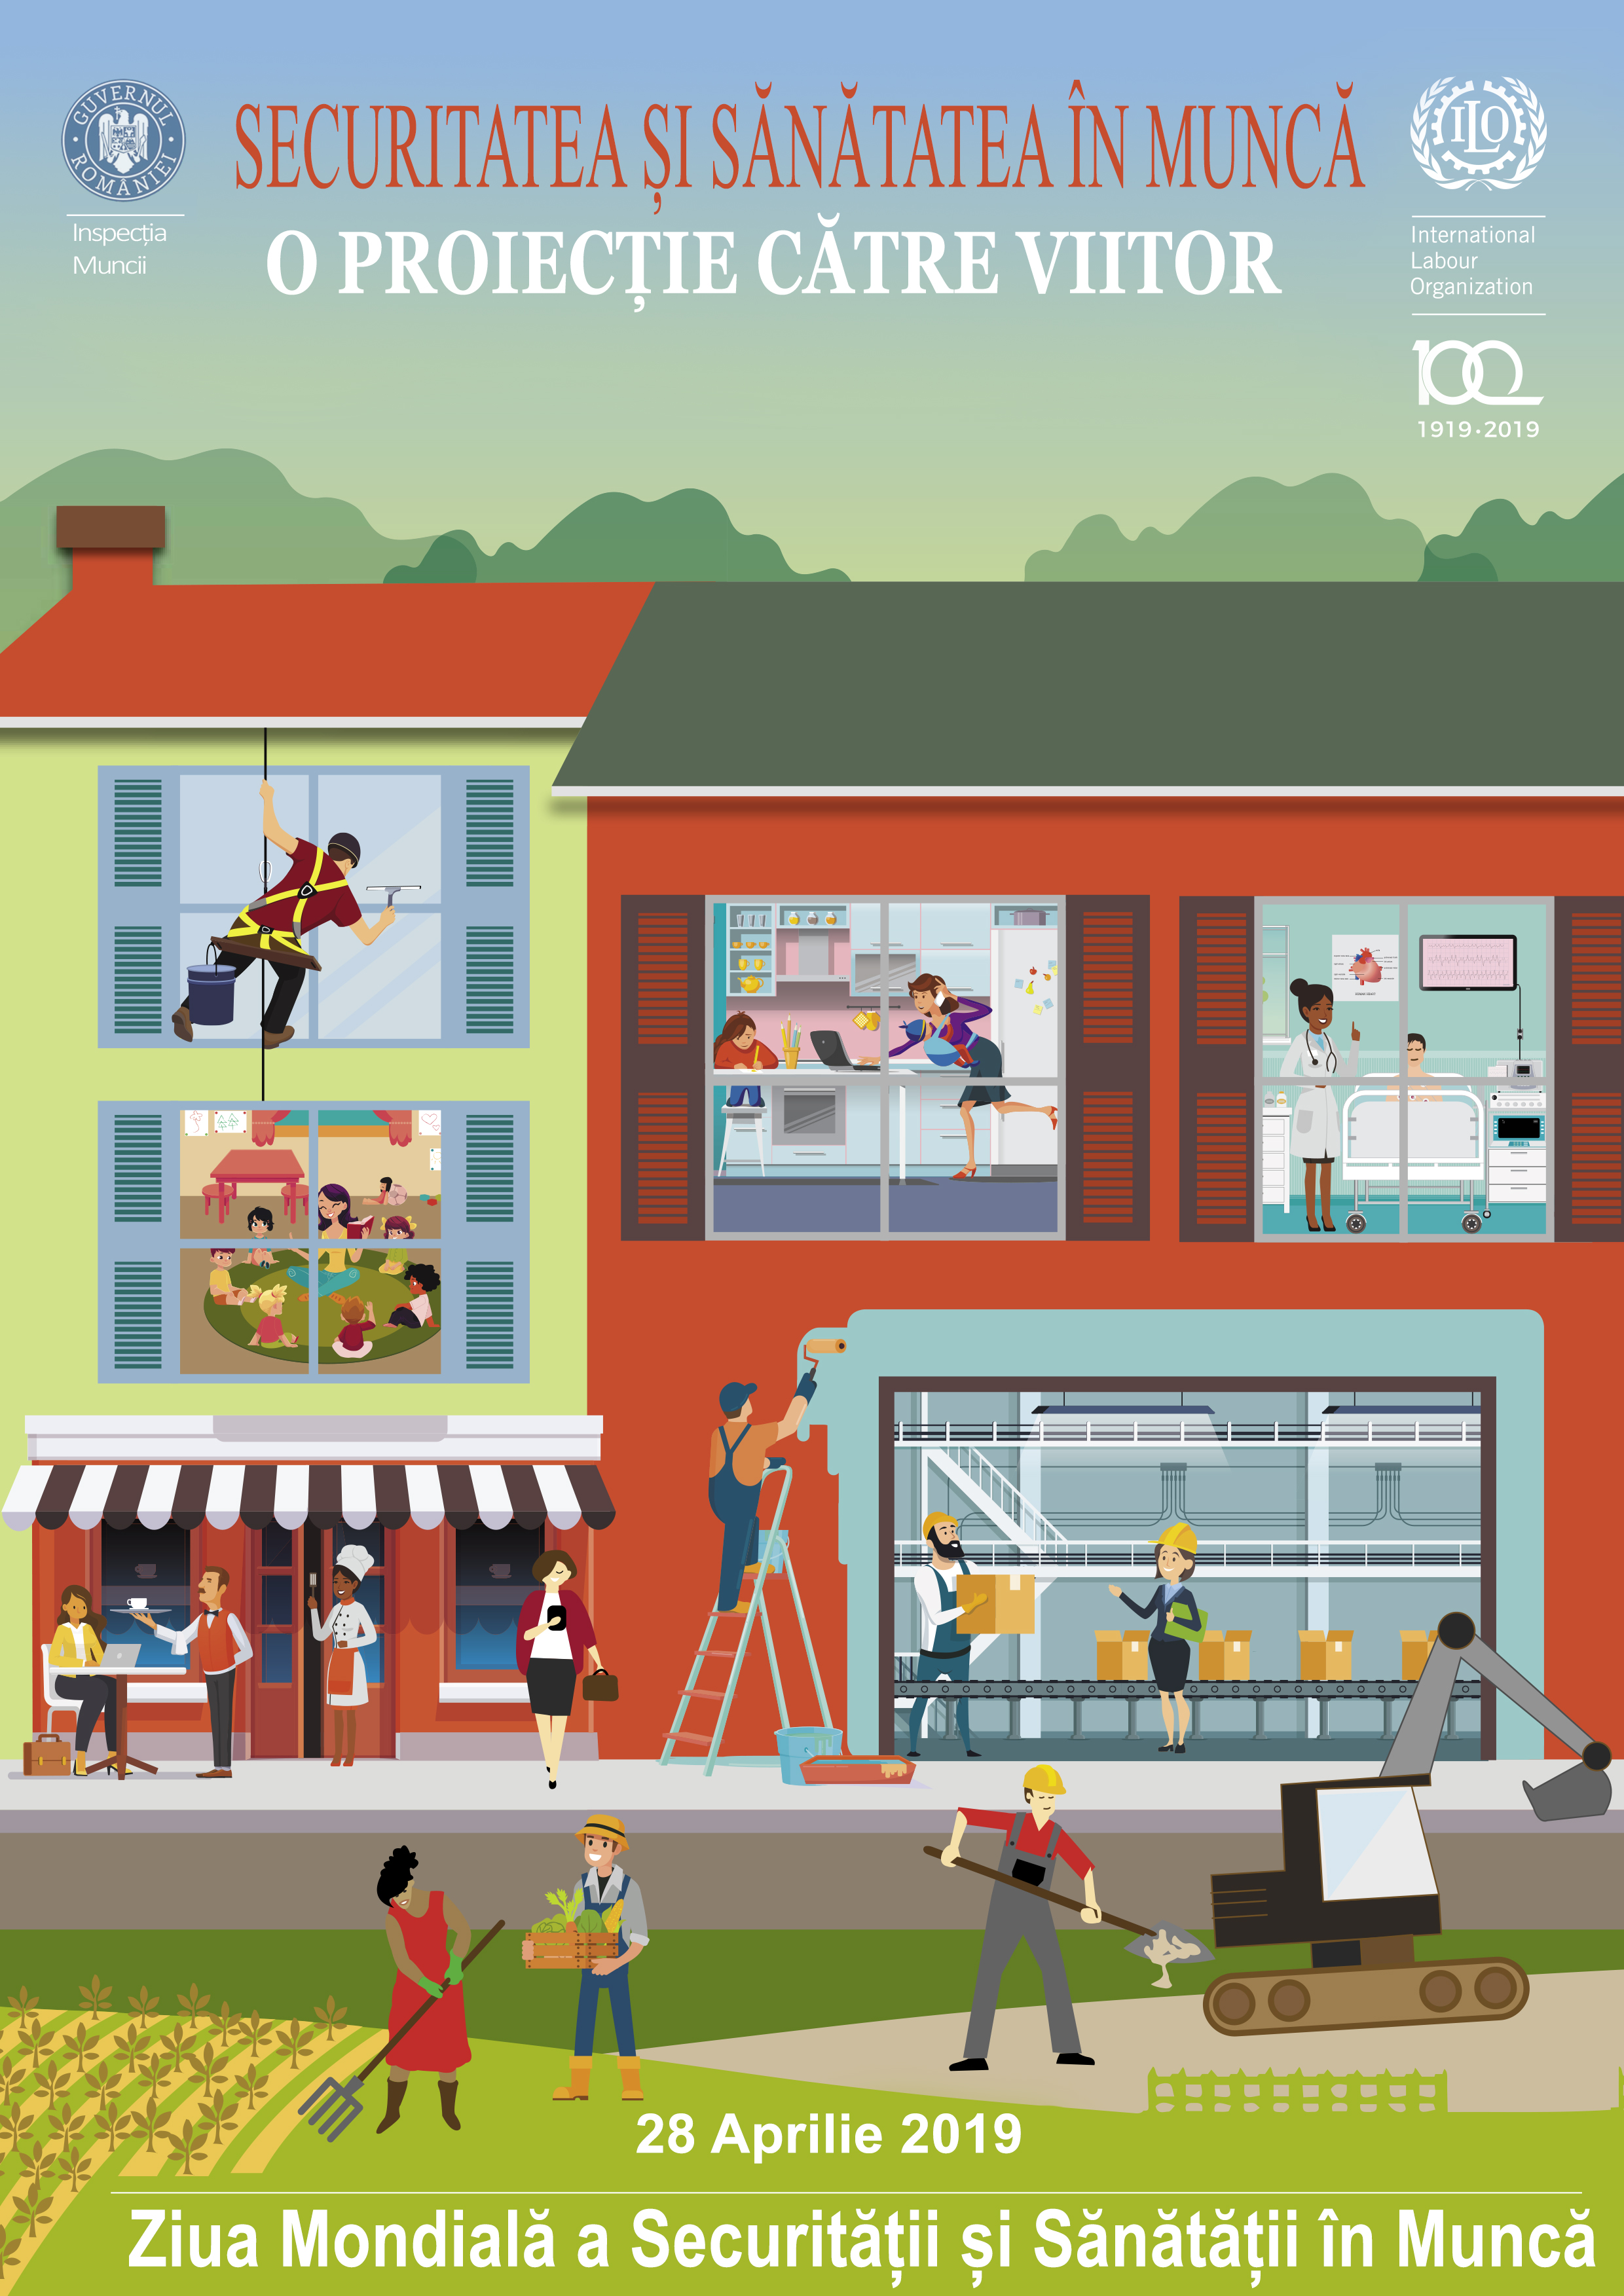 GUVERNUL ROMÂNIEI
Inspecția
Muncii
SECURITATEA ȘI SĂNĂTATEA ÎN MUNCĂ
O PROIECȚIE CĂTRE VIITOR
ILO
International
Labour
Organization
100
1919•2019
28 Aprilie 2019
Ziua Mondială a Securității și Sănătății în Muncă